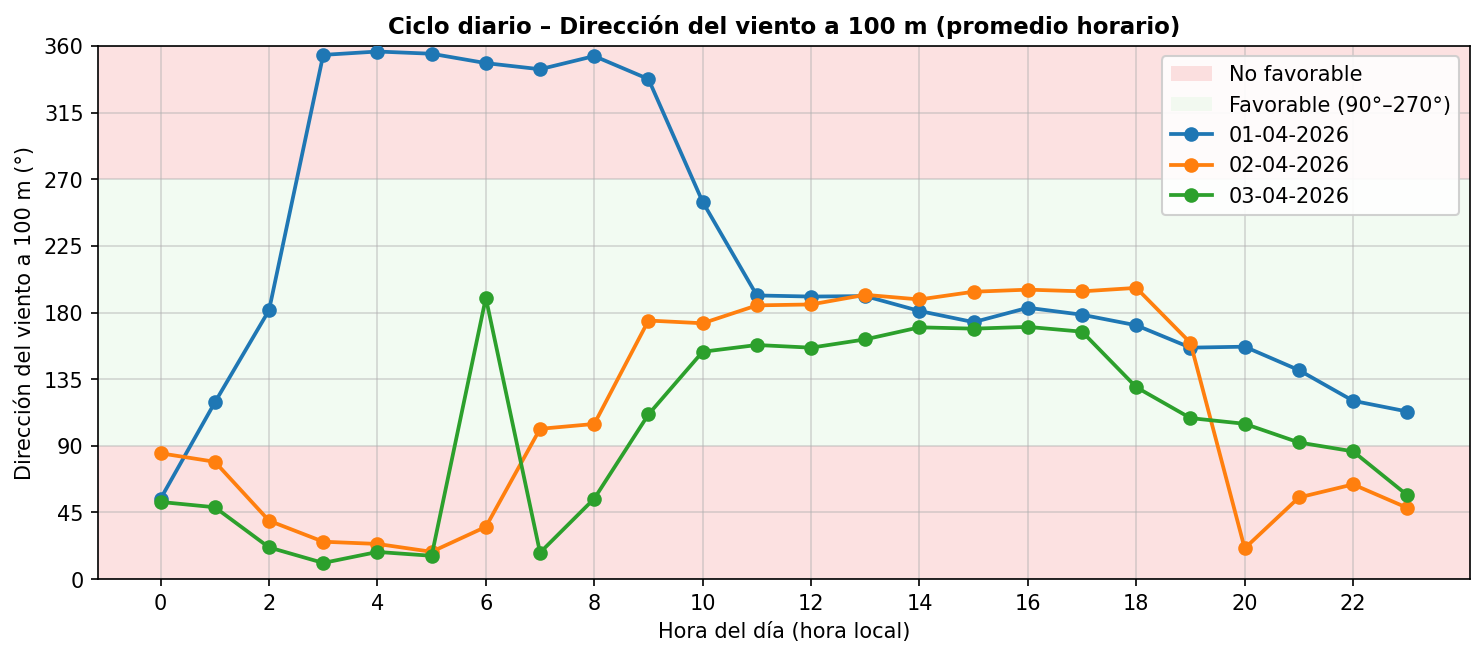 Ciclo diario – Dirección del viento a 100 m (promedio horario)
Dirección del viento a 100 m (°)
360
315
270
225
180
135
90
45
0
No favorable
Favorable (90°–270°)
01-04-2026
02-04-2026
03-04-2026
0 2 4 6 8 10 12 14 16 18 20 22
Hora del día (hora local)